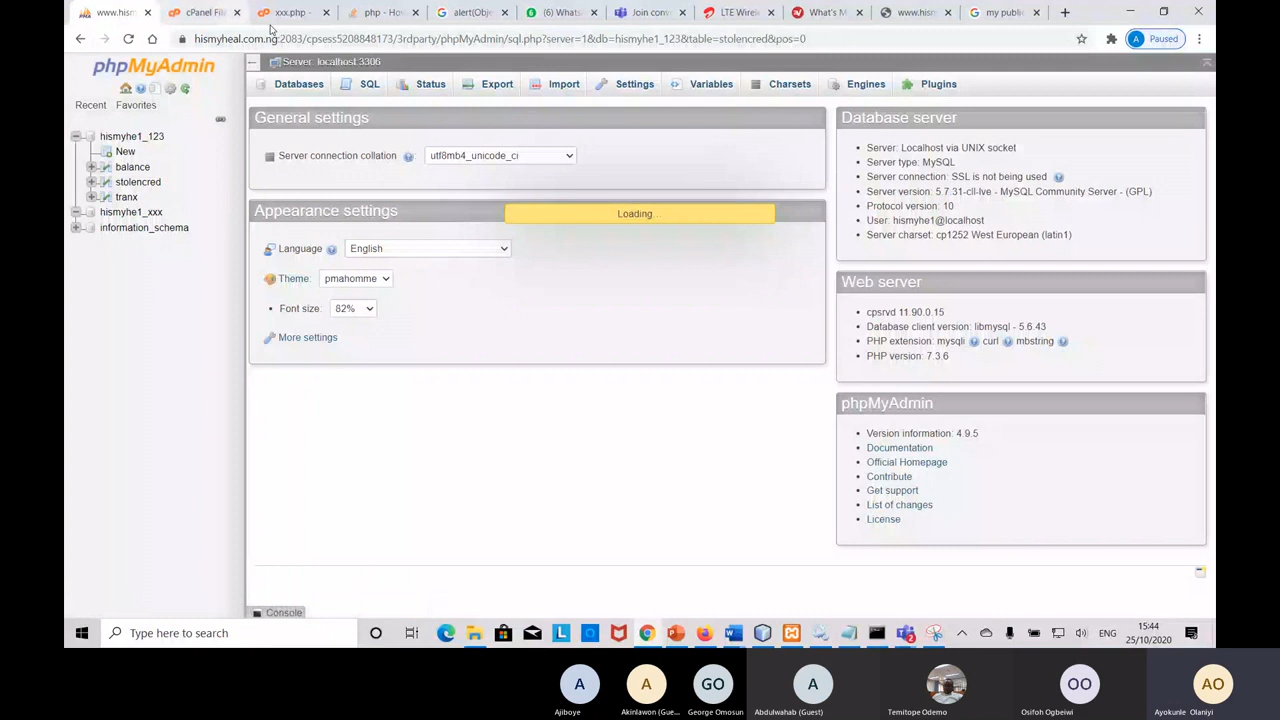 www.hism
cPanel File
xxx.php -
php - How
alert(Obje
(6) Whats
Join conv
LTE Wirele
What's M
www.hism
my public
hismyheal.com.ng:2083/cpsess5208848173/3rdparty/phpMyAdmin/sql.php?server=1&db=hismyhe1_123&table=stolencred&pos=0
A Paused
phpMyAdmin
Recent Favorites
hismyhe1_123
New
balance
stolencred
tranx
hismyhe1_xxx
information_schema
Server: localhost:3306
Databases SQL Status Export Import Settings Variables Charsets Engines Plugins
General settings
Server connection collation utf8mb4_unicode_ci
Appearance settings
Loading...
Language English
Theme: pmahomme
• Font size: 82%
More settings
Database server
• Server: Localhost via UNIX socket
• Server type: MySQL
• Server connection: SSL is not being used
• Server version: 5.7.31-cll-lve - MySQL Community Server - (GPL)
• Protocol version: 10
• User: hismyhe1@localhost
• Server charset: cp1252 West European (latin1)
Web server
• cpsrvd 11.90.0.15
• Database client version: libmysql - 5.6.43
• PHP extension: mysqli curl mbstring
• PHP version: 7.3.6
phpMyAdmin
• Version information: 4.9.5
• Documentation
• Official Homepage
• Contribute
• Get support
• List of changes
• License
Console
Type here to search
ENG
15:44
25/10/2020
A
A
GO
A
OO
AO
Ajiboye
Akinlawon (Gue...
George Omosun
Abdulwahab (Guest)
Temitope Odemo
Osifoh Ogbeiwi
Ayokunle Olaniyi